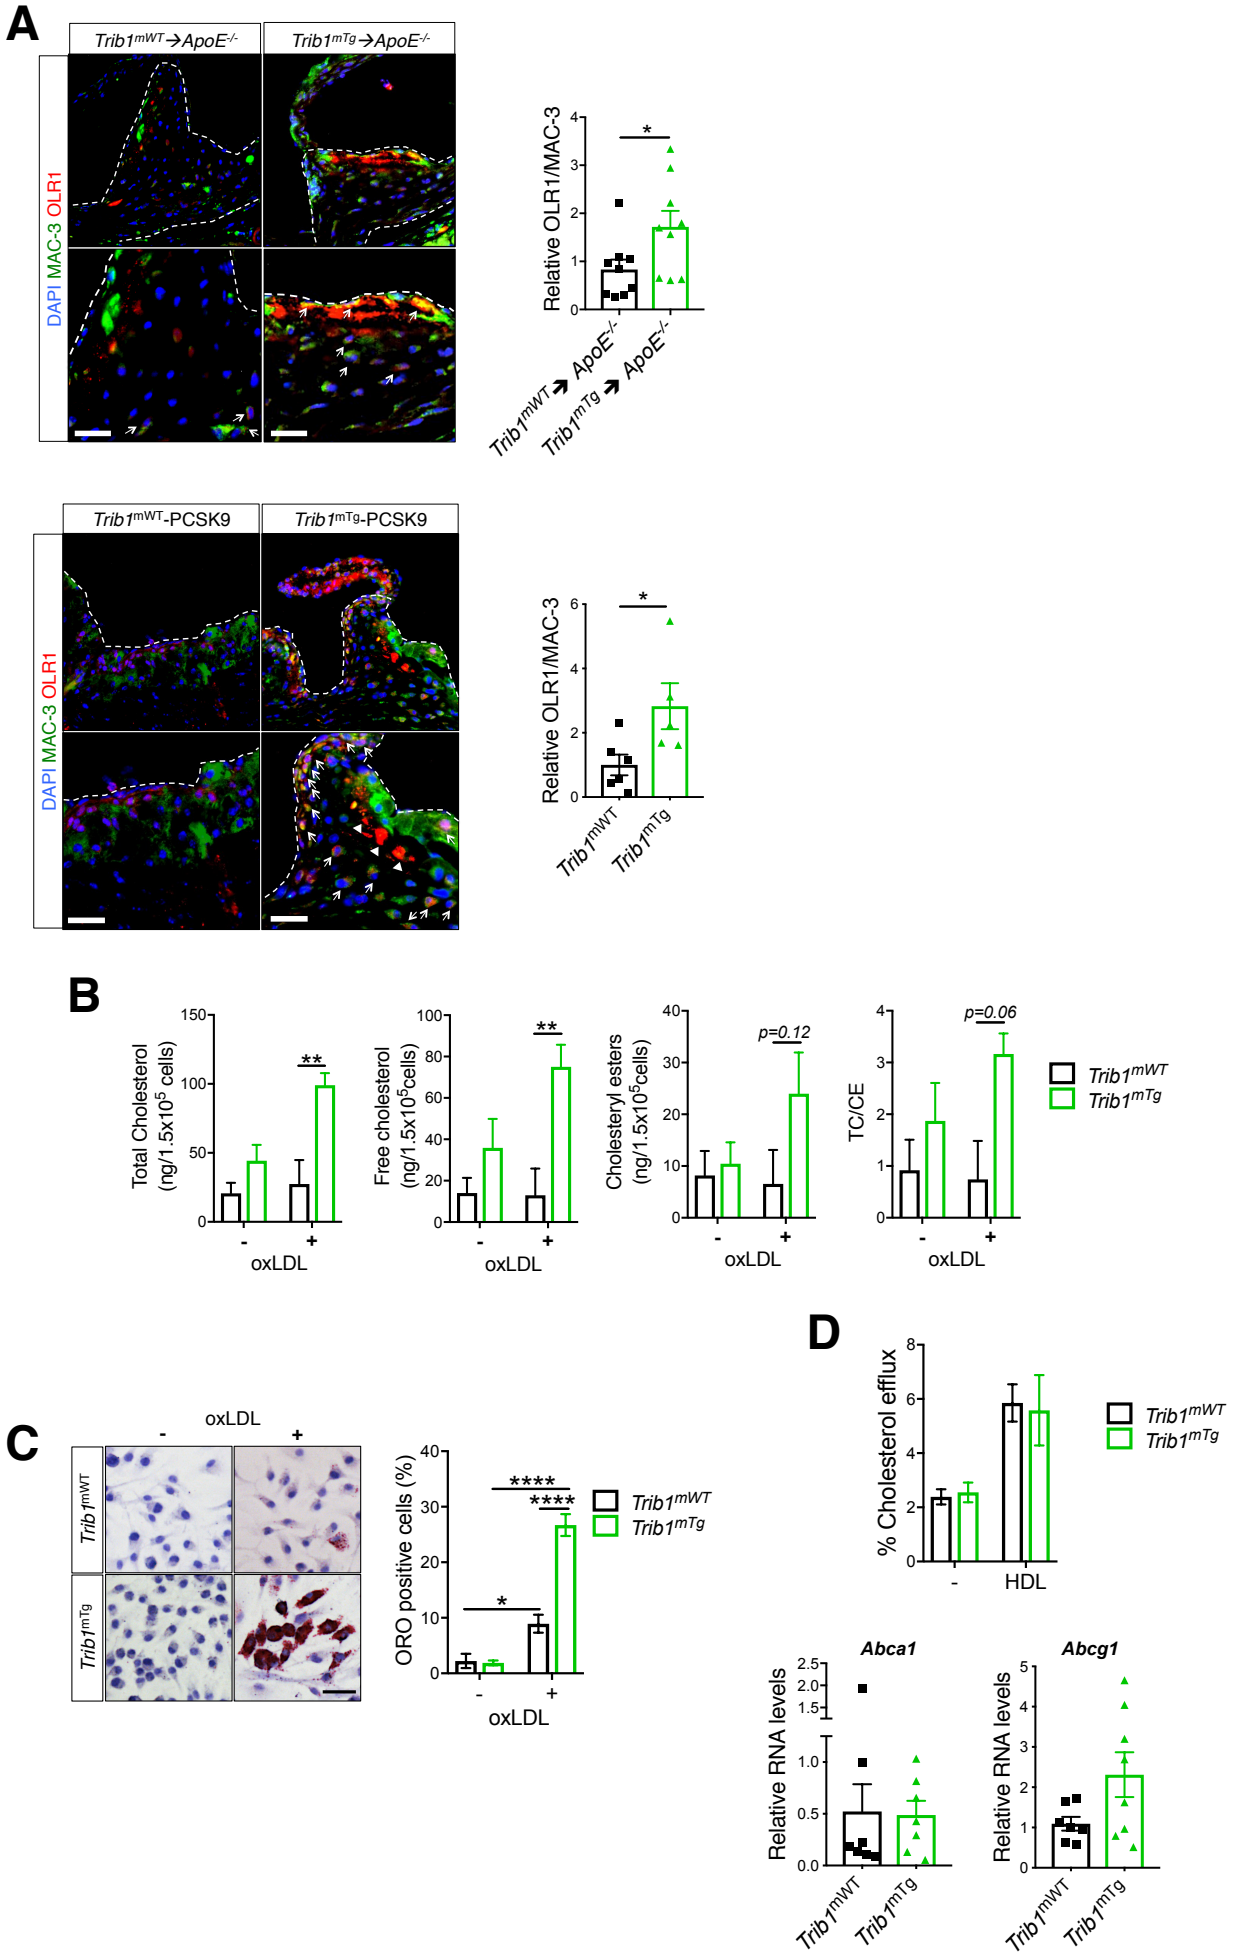 A
Trib1mWT→ApoE-/-
Trib1mTg→ApoE-/-
DAPI MAC-3 OLR1
Relative OLR1/MAC-3
4
3
2
1
0
*
Trib1mWT → ApoE-/-
Trib1mTg → ApoE-/-
Trib1mWT-PCSK9
Trib1mTg-PCSK9
DAPI MAC-3 OLR1
Relative OLR1/MAC-3
6
4
2
0
*
Trib1mWT
Trib1mTg
B
Total Cholesterol
(ng/1.5x10⁵ cells)
150
100
50
0
**
- +
oxLDL
Free cholesterol
(ng/1.5x10⁵cells)
100
80
60
40
20
0
**
- +
oxLDL
Cholesteryl esters
(ng/1.5x10⁵cells)
40
30
20
10
0
p=0.12
- +
oxLDL
TC/CE
4
3
2
1
0
p=0.06
- +
oxLDL
Trib1mWT
Trib1mTg
C
oxLDL
- +
Trib1mWT
Trib1mTg
ORO positive cells (%)
40
30
20
10
0
****
****
*
- +
oxLDL
Trib1mWT
Trib1mTg
D
% Cholesterol efflux
8
6
4
2
0
- HDL
Trib1mWT
Trib1mTg
Abca1
Relative RNA levels
2.5
2.0
1.5
1.0
0.5
0.0
Trib1mWT
Trib1mTg
Abcg1
Relative RNA levels
5
4
3
2
1
0
Trib1mWT
Trib1mTg